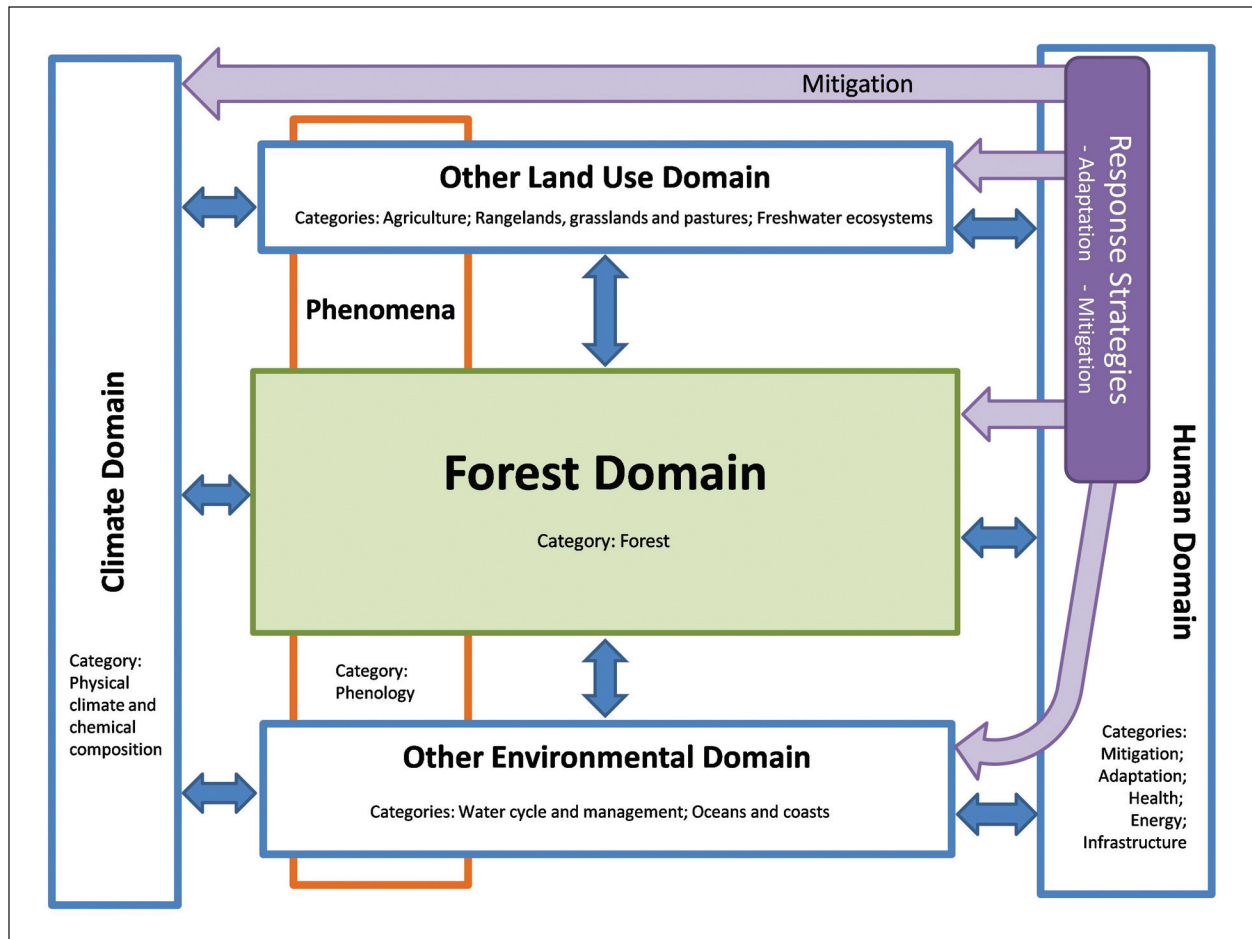 Mitigation
Other Land Use Domain
Categories: Agriculture; Rangelands, grasslands and pastures; Freshwater ecosystems
Response Strategies
- Adaptation - Mitigation
Phenomena
Climate Domain
Forest Domain
Category: Forest
Human Domain
Category:
Physical
climate and
chemical
composition
Category:
Phenology
Other Environmental Domain
Categories: Water cycle and management; Oceans and coasts
Categories:
Mitigation;
Adaptation;
Health;
Energy;
Infrastructure